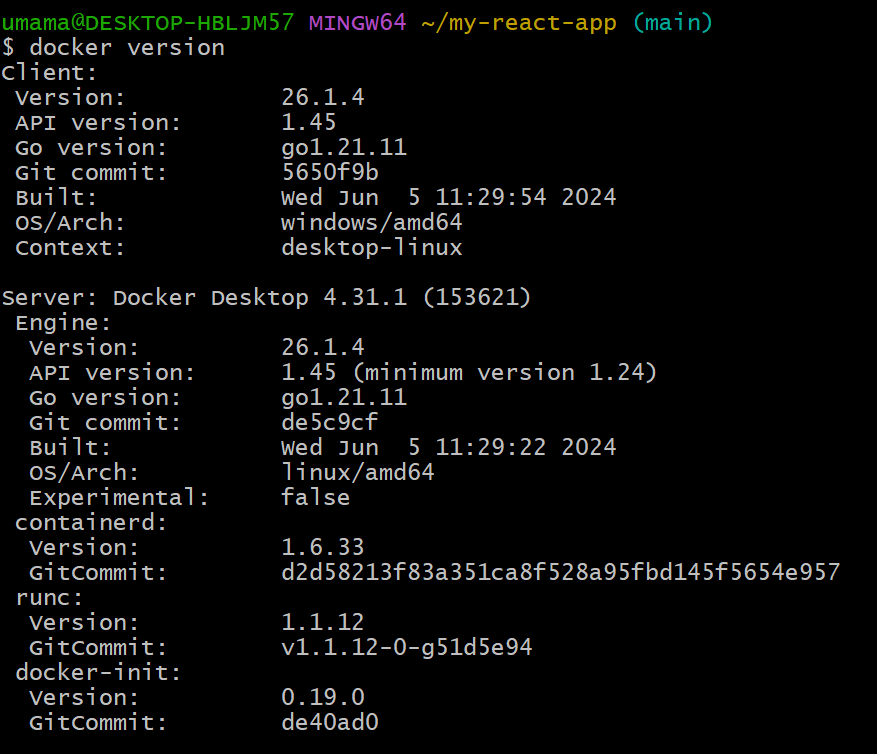 umama@DESKTOP-HBLJM57 MINGW64 ~/my-react-app (main)
$ docker version
Client:
 Version:           26.1.4
 API version:       1.45
 Go version:        go1.21.11
 Git commit:        5650f9b
 Built:             Wed Jun  5 11:29:54 2024
 OS/Arch:           windows/amd64
 Context:           desktop-linux

Server: Docker Desktop 4.31.1 (153621)
 Engine:
  Version:          26.1.4
  API version:      1.45 (minimum version 1.24)
  Go version:       go1.21.11
  Git commit:       de5c9cf
  Built:            Wed Jun  5 11:29:22 2024
  OS/Arch:          linux/amd64
  Experimental:     false
 containerd:
  Version:          1.6.33
  GitCommit:        d2d58213f83a351ca8f528a95fbd145f5654e957
 runc:
  Version:          1.1.12
  GitCommit:        v1.1.12-0-g51d5e94
 docker-init:
  Version:          0.19.0
  GitCommit:        de40ad0